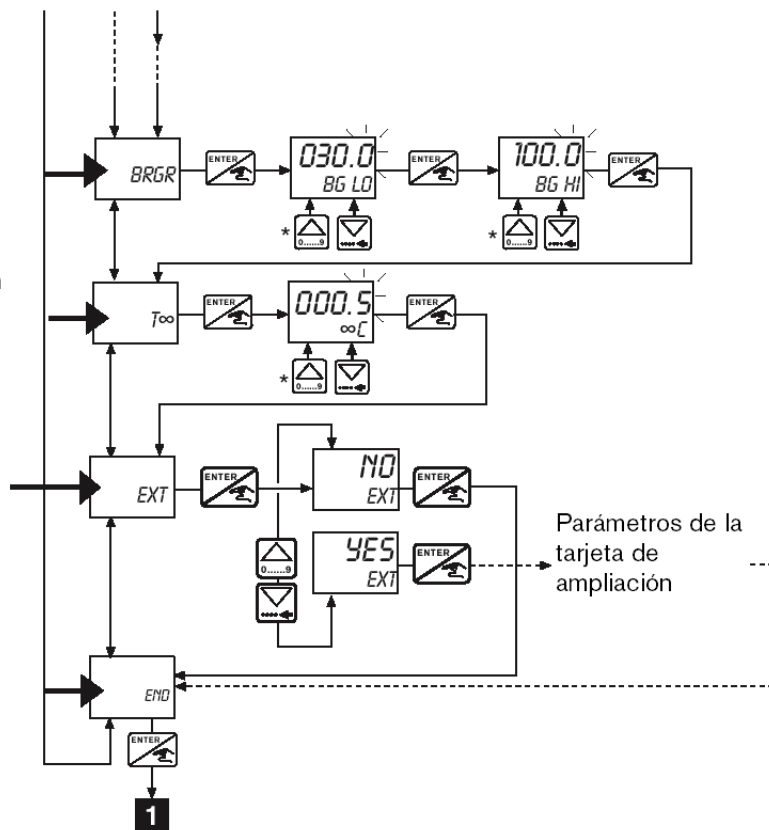 BRGR
ENTER
030.0
BG LO
ENTER
100.0
BG HI
ENTER
*
0......9
*
0......9
T∞
ENTER
000.5
∞C
ENTER
*
0......9
EXT
ENTER
NO
EXT
ENTER
0......9
YES
EXT
ENTER
Parámetros de la
tarjeta de
ampliación
END
ENTER
1